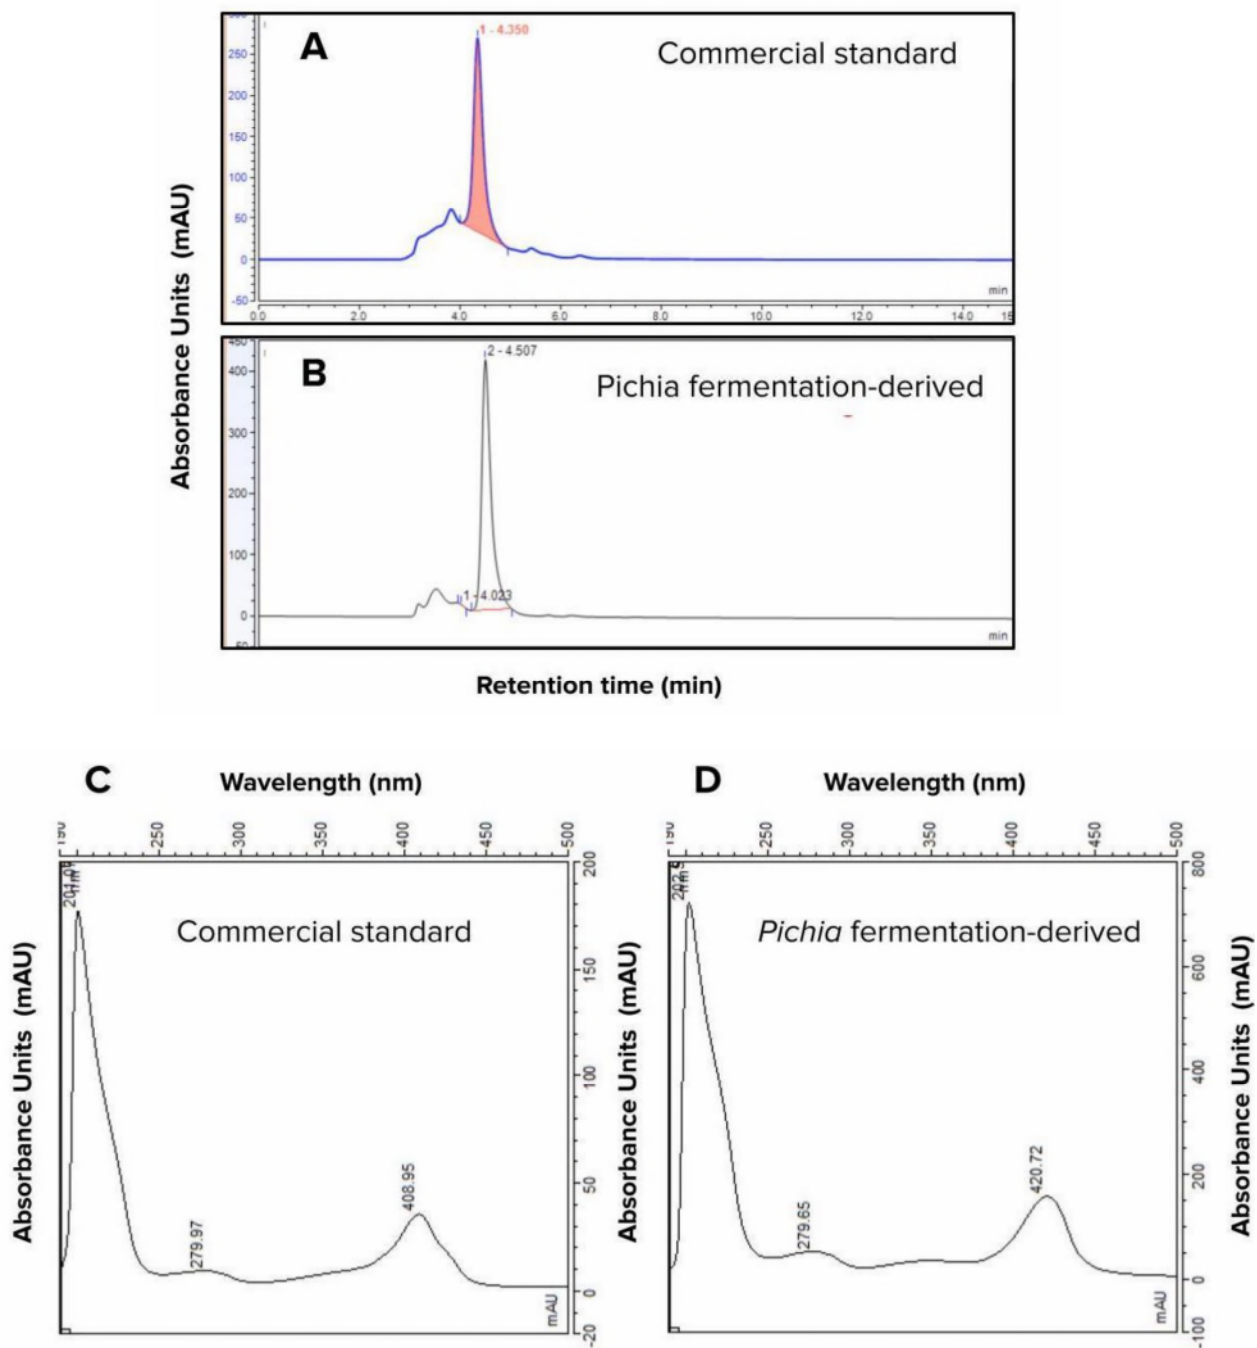 A
Commercial standard
1 - 4.350
250
200
150
100
50
0
-50
min
0.0 2.0 4.0 6.0 8.0 10.0 12.0 14.0
Absorbance Units (mAU)
B
Pichia fermentation-derived
2 - 4.507
400
300
200
100
0
1 - 4.023
min
Retention time (min)
C
Wavelength (nm)
250 300 350 400 450 500
Commercial standard
279.97
408.95
200
150
100
50
0
-20
mAU
Absorbance Units (mAU)
D
Wavelength (nm)
250 300 350 400 450 500
Pichia fermentation-derived
279.65
420.72
800
600
400
200
0
-100
mAU
Absorbance Units (mAU)
Absorbance Units (mAU)